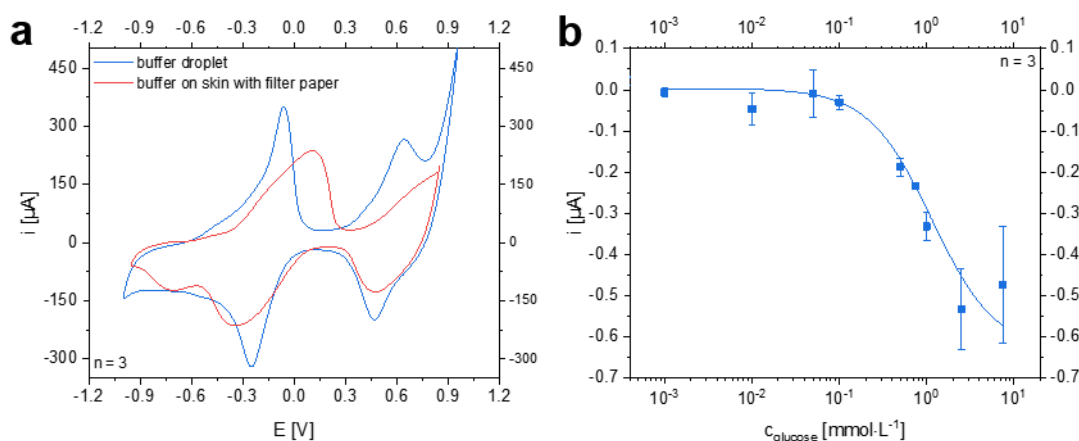 a
-1.2 -0.9 -0.6 -0.3 0.0 0.3 0.6 0.9 1.2
buffer droplet
buffer on skin with filter paper
450 450
300 300
150 150
0 0
-150 -150
-300 -300
i [µA]
n = 3
-1.2 -0.9 -0.6 -0.3 0.0 0.3 0.6 0.9 1.2
E [V]
b
10⁻³ 10⁻² 10⁻¹ 10⁰ 10¹
n = 3
0.1 0.1
0.0 0.0
-0.1 -0.1
-0.2 -0.2
-0.3 -0.3
-0.4 -0.4
-0.5 -0.5
-0.6 -0.6
-0.7 -0.7
i [µA]
10⁻³ 10⁻² 10⁻¹ 10⁰ 10¹
c_glucose [mmol·L⁻¹]